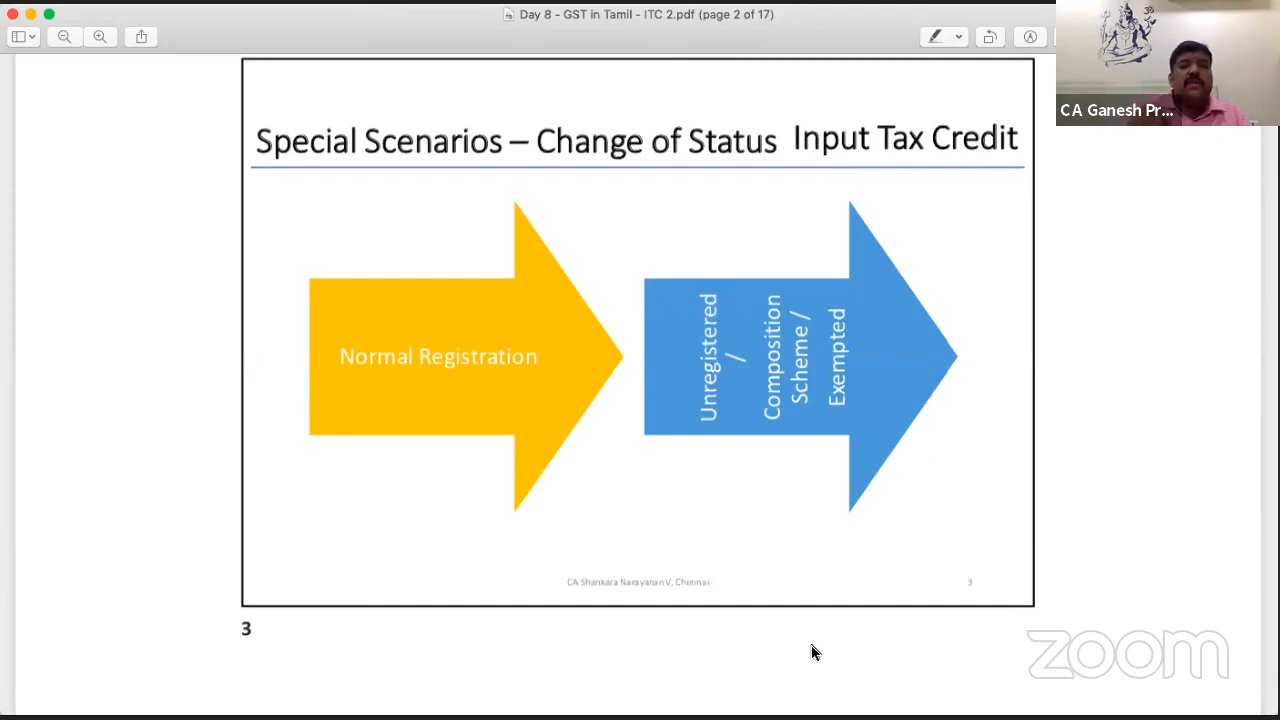 Day 8 - GST in Tamil - ITC 2.pdf (page 2 of 17)
CA Ganesh Pr...
Special Scenarios – Change of Status Input Tax Credit
Normal Registration
Unregistered
/
Composition
Scheme /
Exempted
CA Shankara Narayanan V, Chennai
3
3
zoom